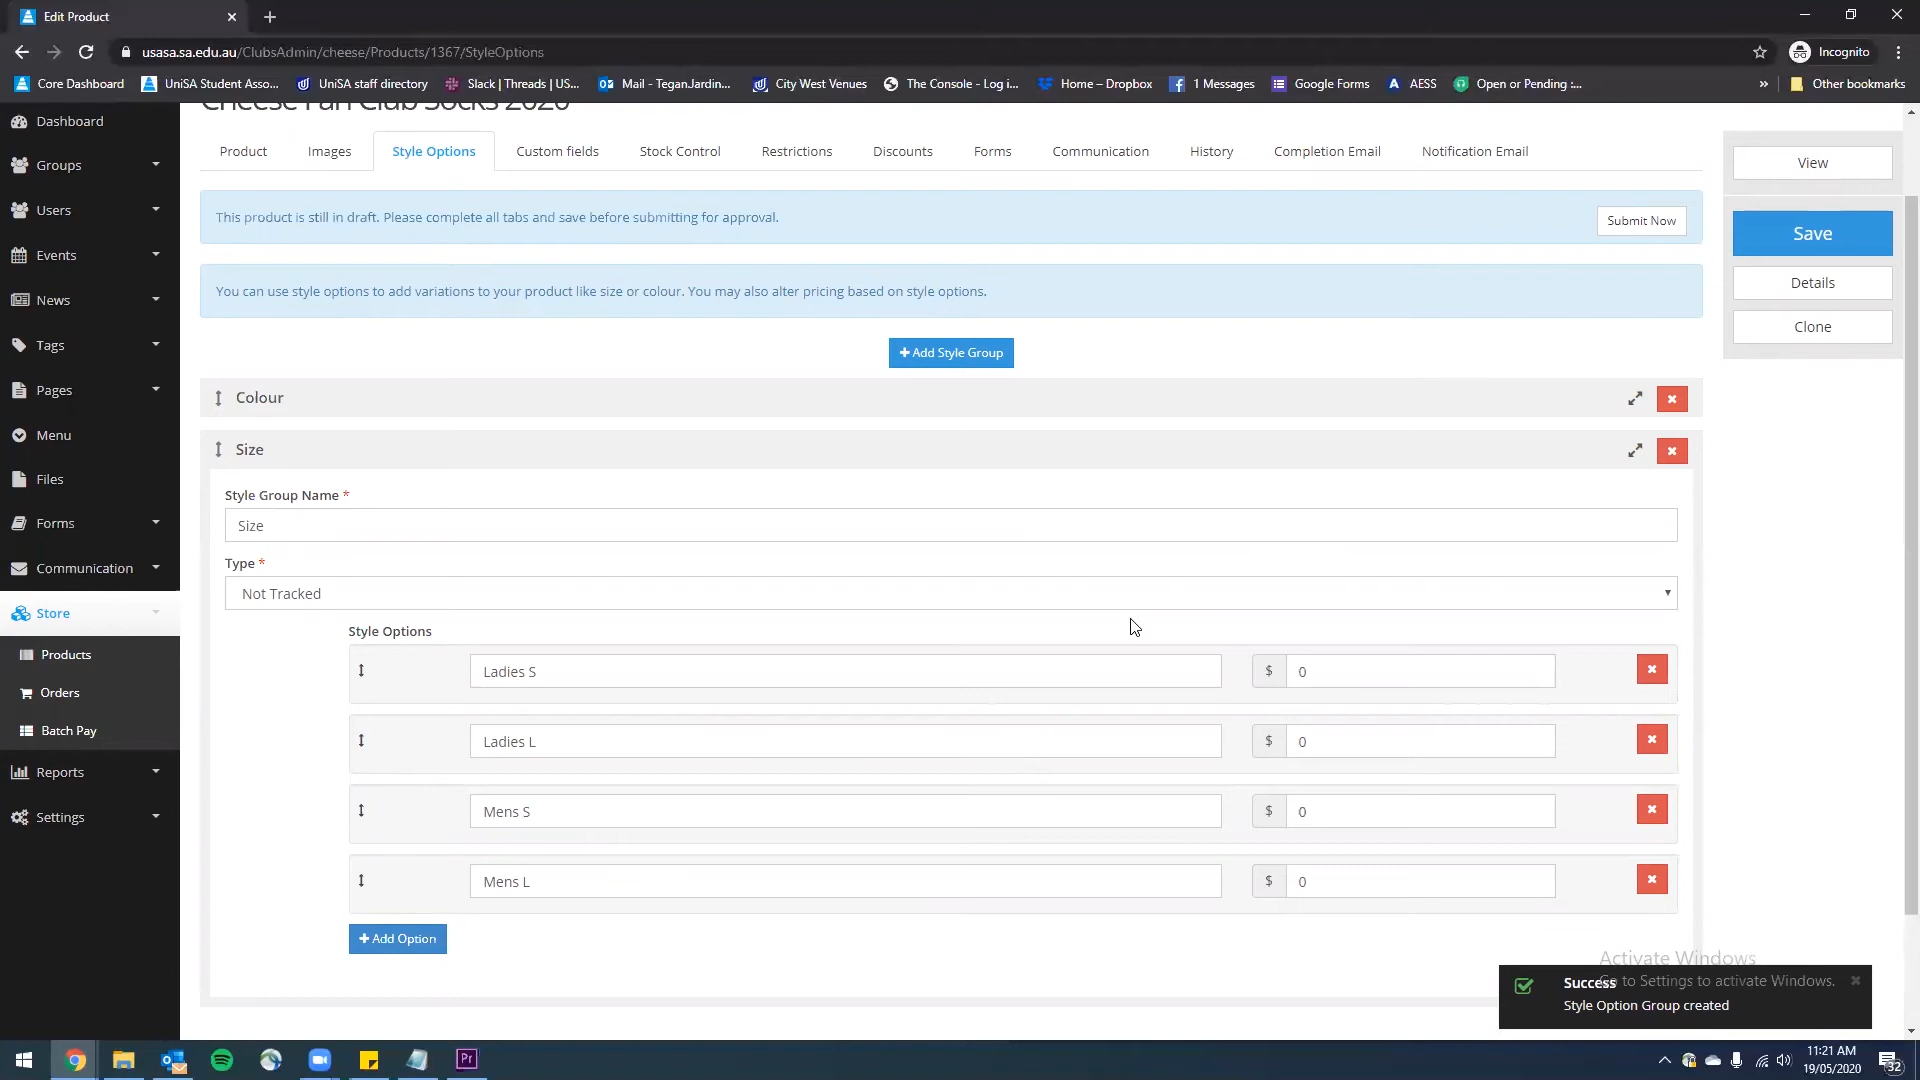 Edit Product
usasa.sa.edu.au/ClubsAdmin/cheese/Products/1367/StyleOptions
Incognito
Core Dashboard
UniSA Student Asso...
UniSA staff directory
Slack | Threads | US...
Mail - TeganJardin...
City West Venues
The Console - Log i...
Home – Dropbox
1 Messages
Google Forms
AESS
Open or Pending :...
»
Other bookmarks
Cheese Fan Club Socks 2020
Dashboard
Groups
Users
Events
News
Tags
Pages
Menu
Files
Forms
Communication
Store
Products
Orders
Batch Pay
Reports
Settings
Product
Images
Style Options
Custom fields
Stock Control
Restrictions
Discounts
Forms
Communication
History
Completion Email
Notification Email
View
Save
Details
Clone
This product is still in draft. Please complete all tabs and save before submitting for approval.
Submit Now
You can use style options to add variations to your product like size or colour. You may also alter pricing based on style options.
Add Style Group
Colour
Size
Style Group Name *
Size
Type *
Not Tracked
Style Options
Ladies S
$ 0
Ladies L
$ 0
Mens S
$ 0
Mens L
$ 0
Add Option
Activate Windows
Go to Settings to activate Windows.
Success
Style Option Group created
Pr
11:21 AM
19/05/2020
32